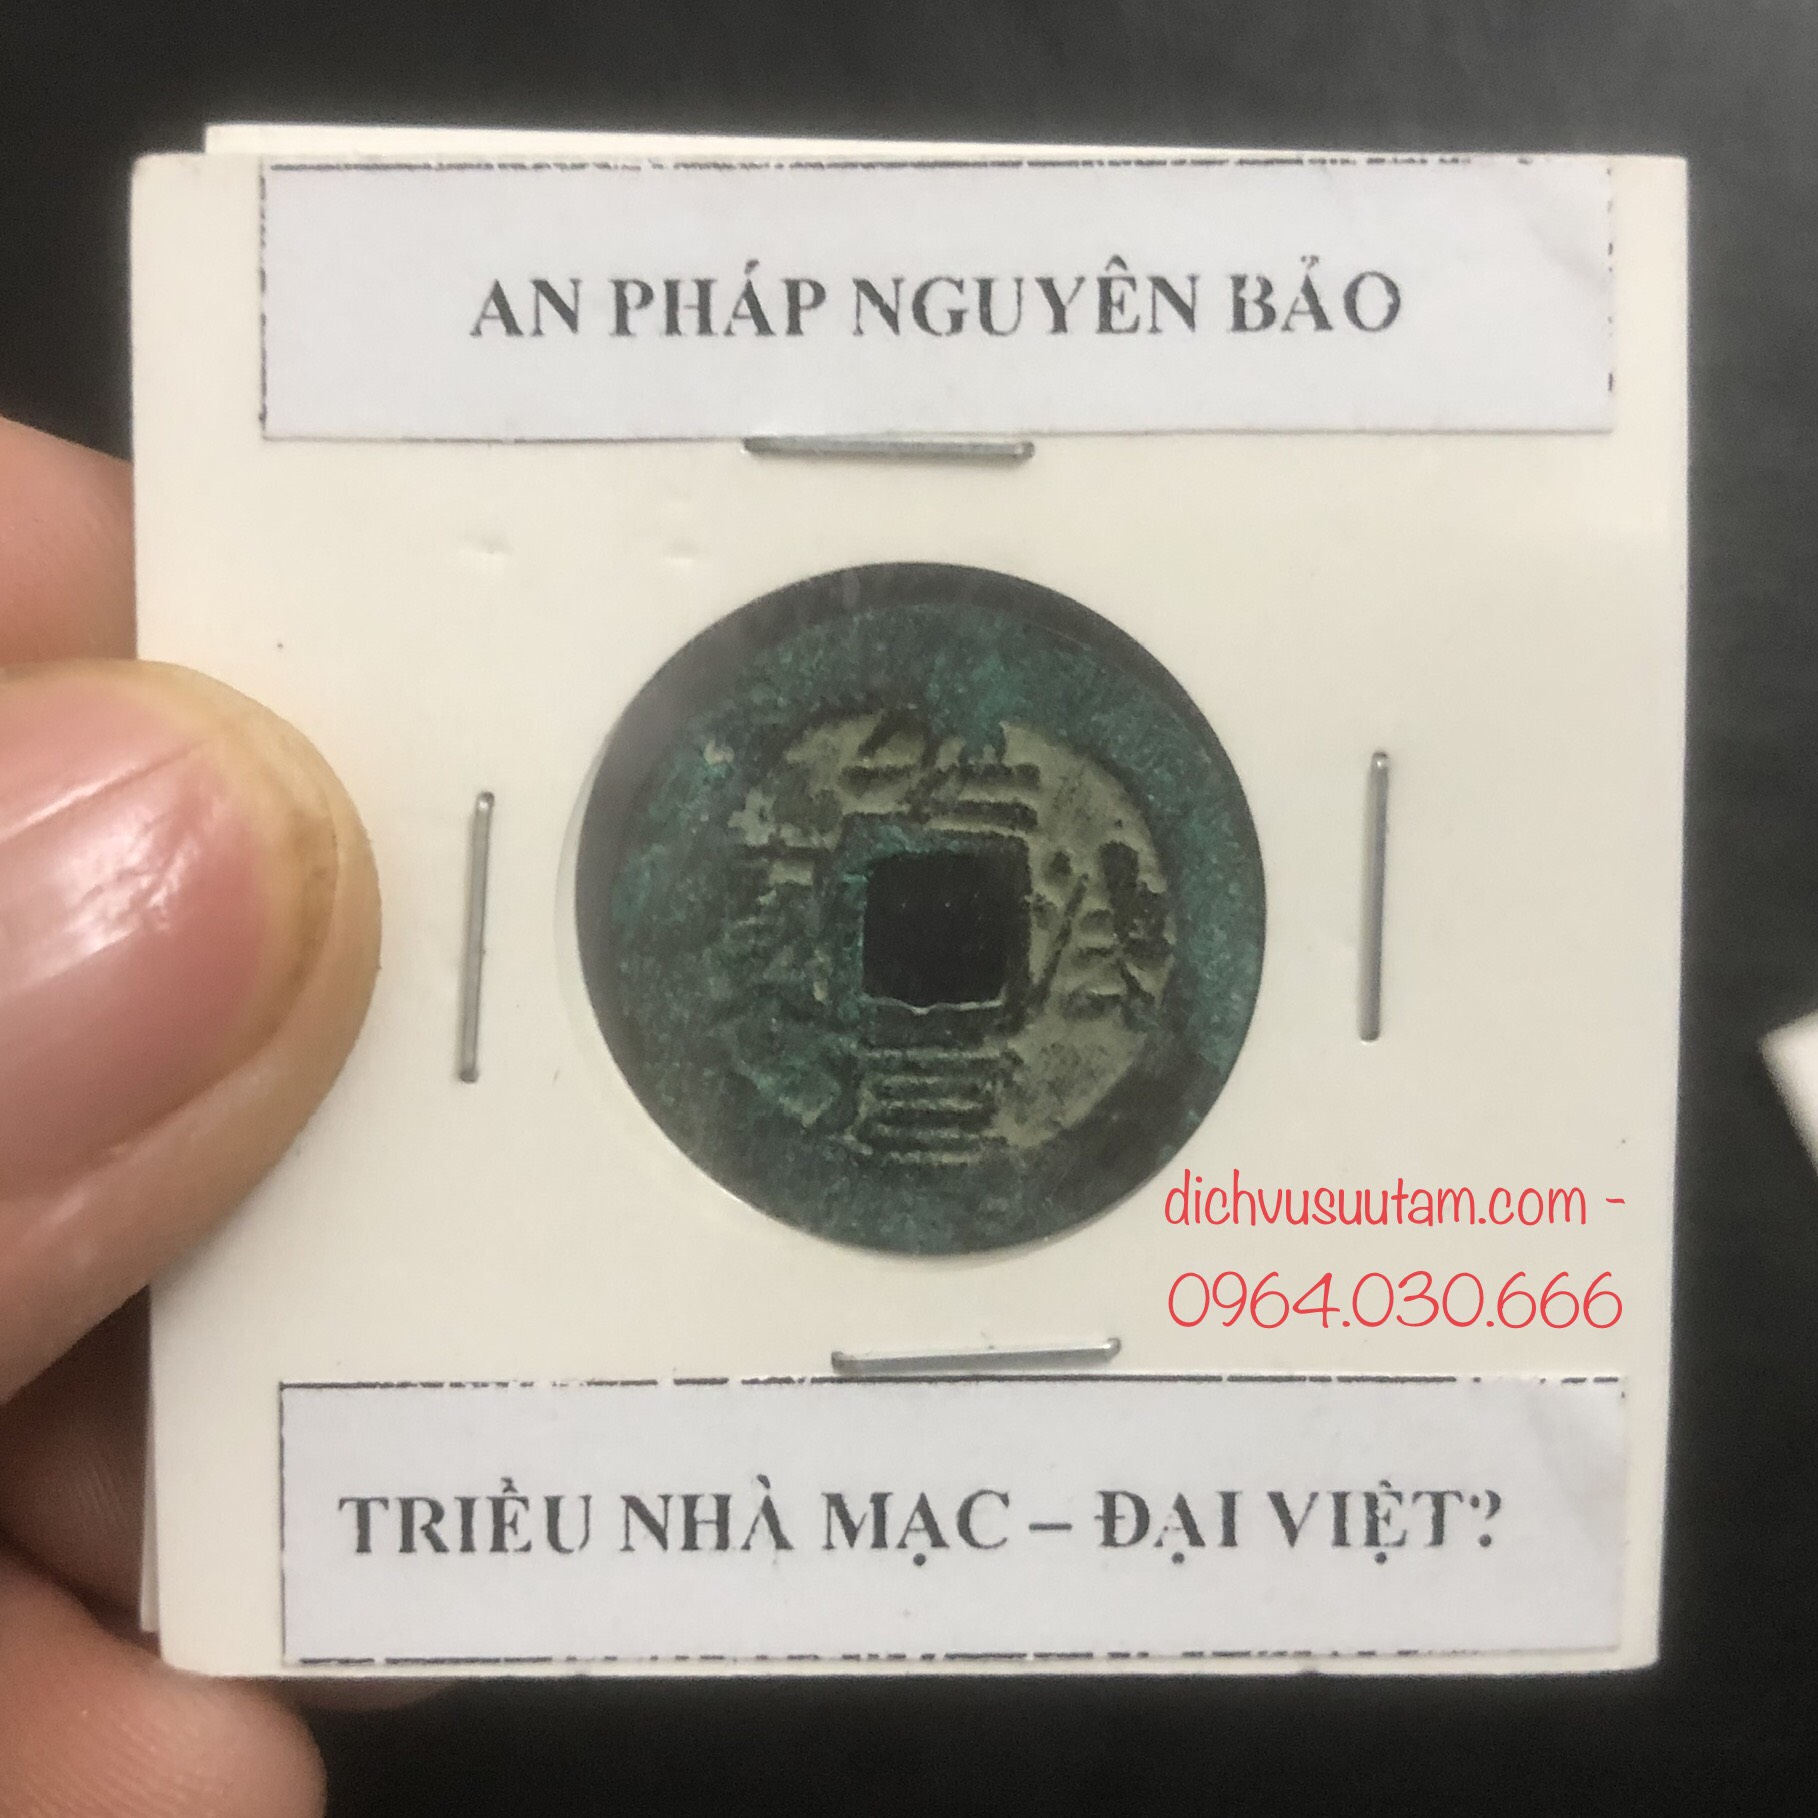 AN PHÁP NGUYÊN BẢO
dichvusuutam.com -
0964.030.666
TRIỀU NHÀ MẠC – ĐẠI VIỆT?